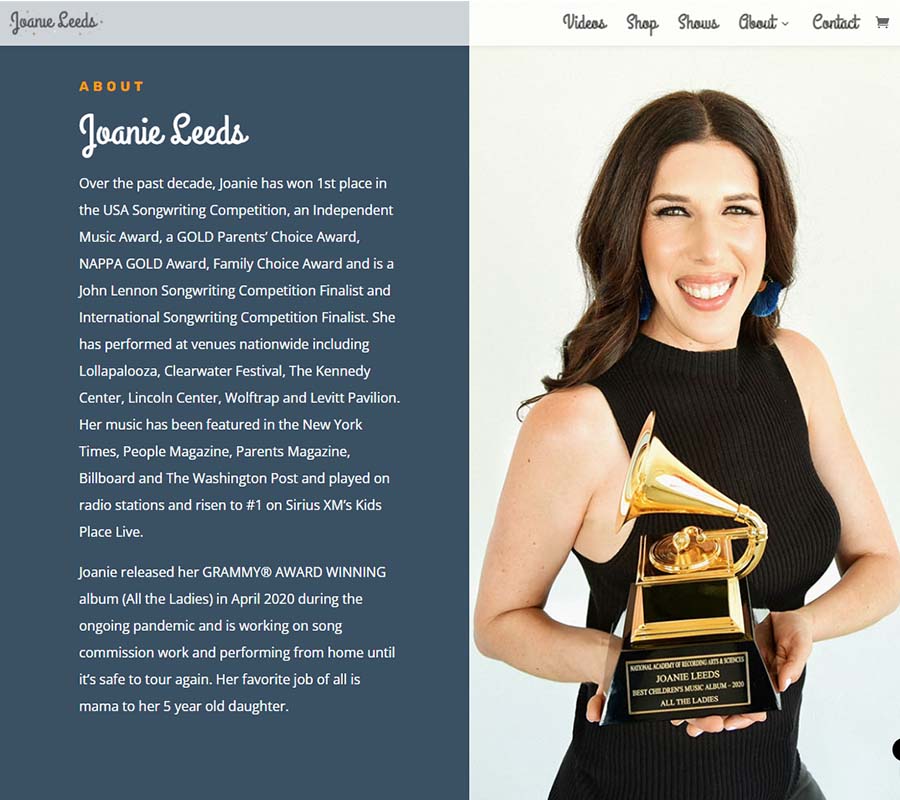 Joanie Leeds
Videos Shop Shows About Contact
ABOUT
Joanie Leeds
Over the past decade, Joanie has won 1st place in
the USA Songwriting Competition, an Independent
Music Award, a GOLD Parents’ Choice Award,
NAPPA GOLD Award, Family Choice Award and is a
John Lennon Songwriting Competition Finalist and
International Songwriting Competition Finalist. She
has performed at venues nationwide including
Lollapalooza, Clearwater Festival, The Kennedy
Center, Lincoln Center, Wolftrap and Levitt Pavilion.
Her music has been featured in the New York
Times, People Magazine, Parents Magazine,
Billboard and The Washington Post and played on
radio stations and risen to #1 on Sirius XM’s Kids
Place Live.
Joanie released her GRAMMY® AWARD WINNING
album (All the Ladies) in April 2020 during the
ongoing pandemic and is working on song
commission work and performing from home until
it’s safe to tour again. Her favorite job of all is
mama to her 5 year old daughter.
NATIONAL ACADEMY OF RECORDING ARTS & SCIENCES
JOANIE LEEDS
BEST CHILDREN'S MUSIC ALBUM - 2020
ALL THE LADIES